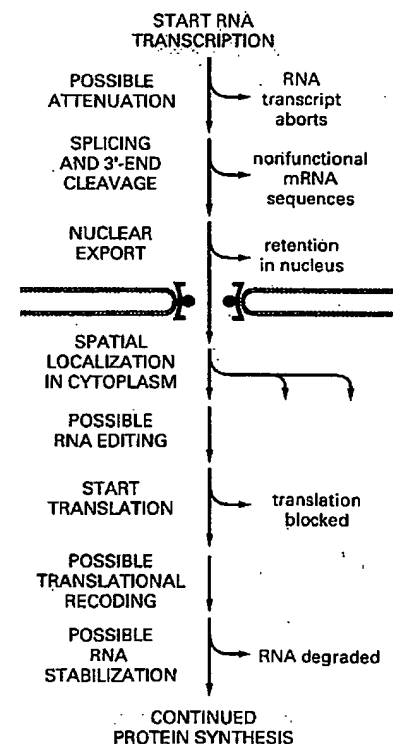 START RNA
TRANSCRIPTION
POSSIBLE
ATTENUATION
RNA
transcript
aborts
SPLICING
AND 3'-END
CLEAVAGE
nonfunctional
mRNA
sequences
NUCLEAR
EXPORT
retention
in nucleus
SPATIAL
LOCALIZATION
IN CYTOPLASM
POSSIBLE
RNA EDITING
START
TRANSLATION
translation
blocked
POSSIBLE
TRANSLATIONAL
RECODING
POSSIBLE
RNA
STABILIZATION
RNA degraded
CONTINUED
PROTEIN SYNTHESIS